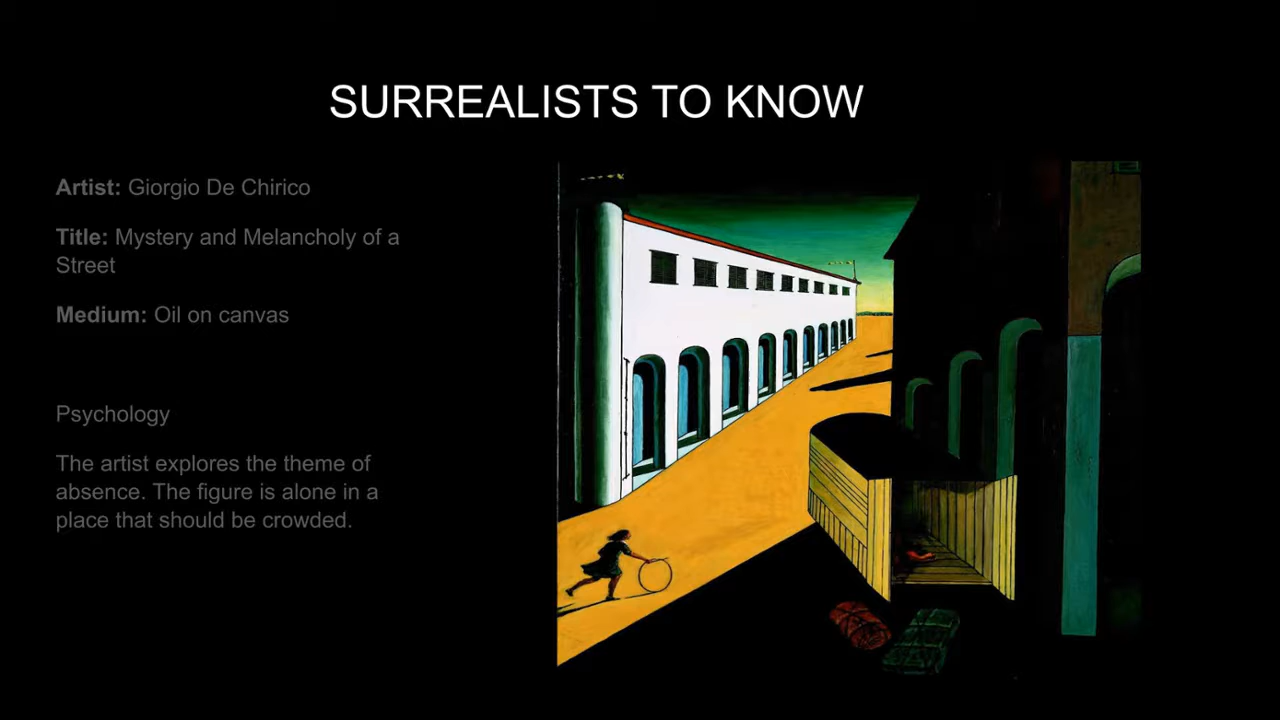 SURREALISTS TO KNOW
Artist: Giorgio De Chirico
Title: Mystery and Melancholy of a
Street
Medium: Oil on canvas
Psychology
The artist explores the theme of
absence. The figure is alone in a
place that should be crowded.